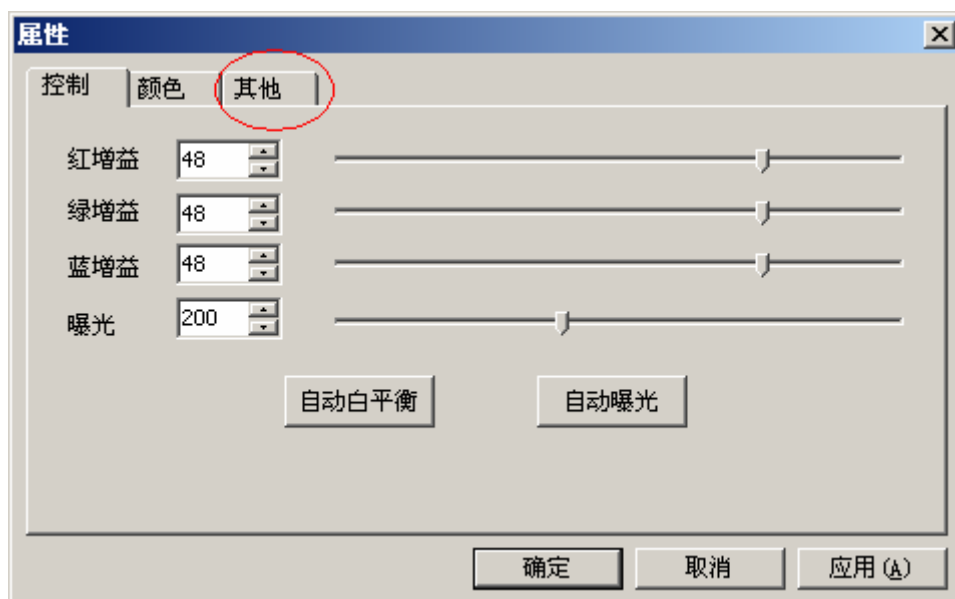 属性
控制 颜色 其他
红增益 48
绿增益 48
蓝增益 48
曝光 200
自动白平衡 自动曝光
确定 取消 应用(A)